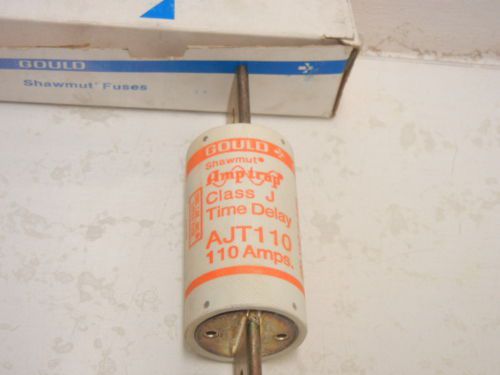 GOULD
Shawmut® Fuses
GOULD
Shawmut®
Amp-trap
Class J
Time Delay
AJT110
110 Amps.